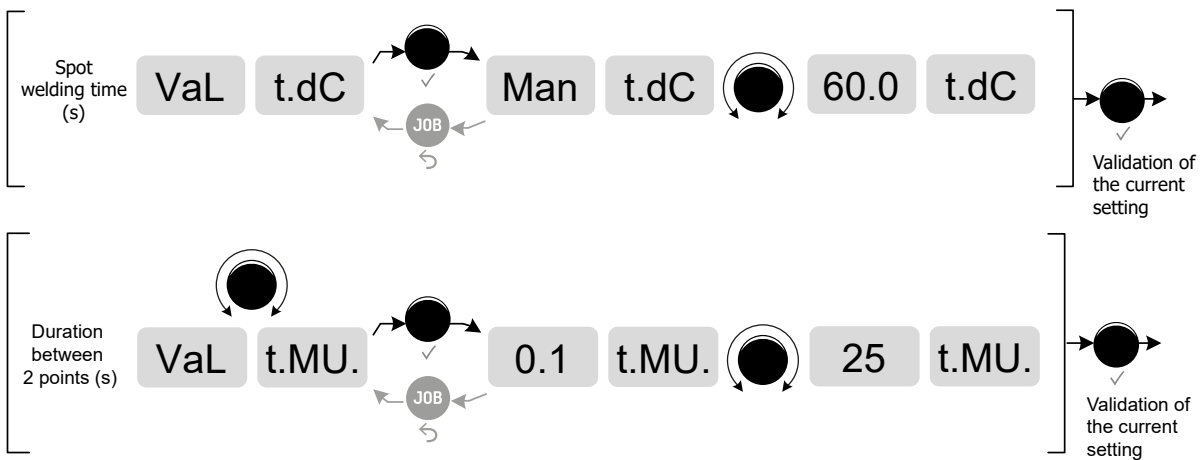 Spot
welding time
(s)
VaL t.dC Man t.dC 60.0 t.dC
JOB
Validation of
the current
setting
Duration
between
2 points (s)
VaL t.MU. 0.1 t.MU. 25 t.MU.
JOB
Validation of
the current
setting